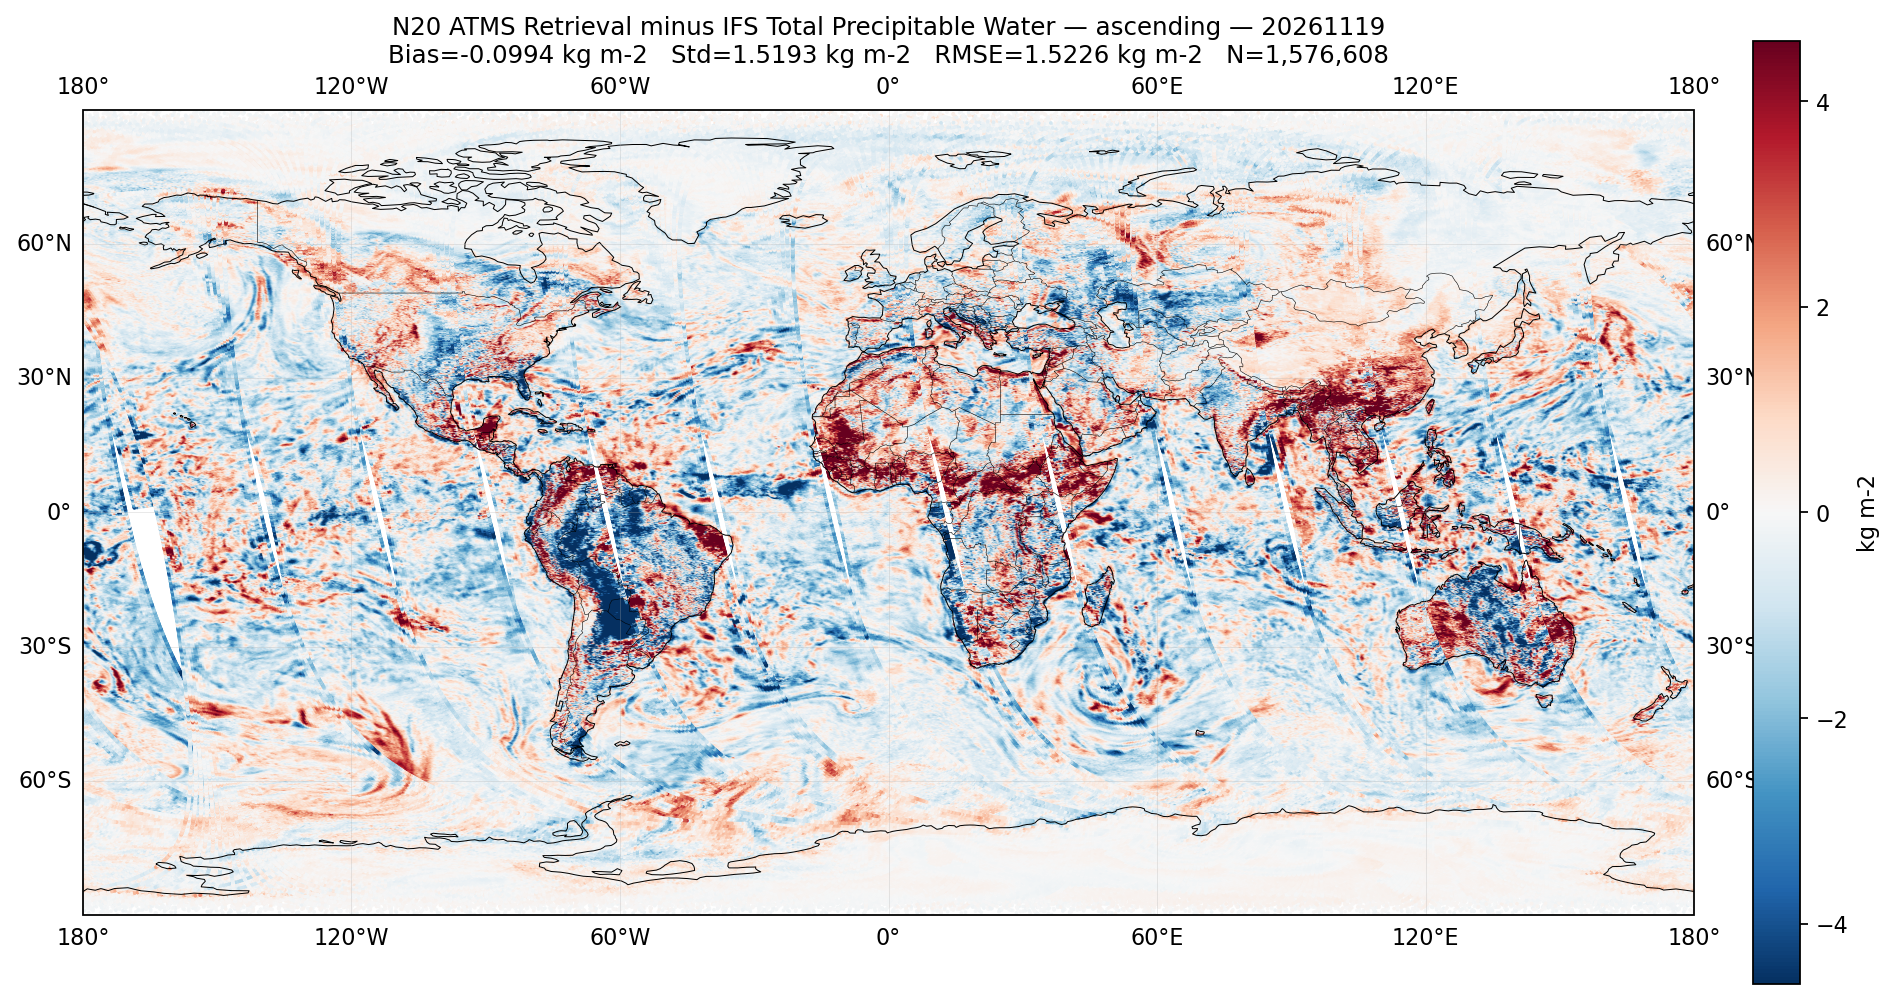 N20 ATMS Retrieval minus IFS Total Precipitable Water — ascending — 20261119
Bias=-0.0994 kg m-2   Std=1.5193 kg m-2   RMSE=1.5226 kg m-2   N=1,576,608
180° 120°W 60°W 0° 60°E 120°E 180°
60°N 60°N
30°N 30°N
0° 0°
30°S 30°S
60°S 60°S
180° 120°W 60°W 0° 60°E 120°E 180°
4
2
0
−2
−4
kg m-2